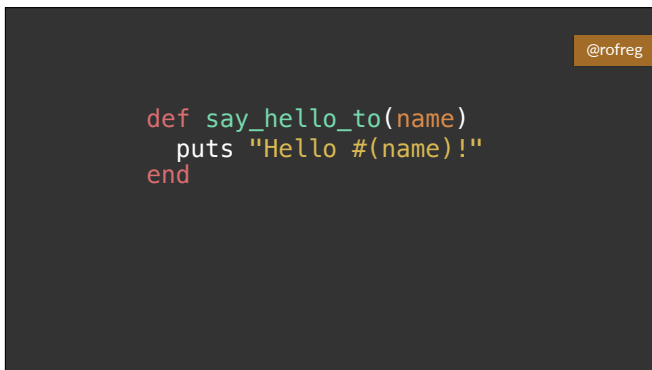 @rofreg
def say_hello_to(name)
  puts "Hello #(name)!"
end